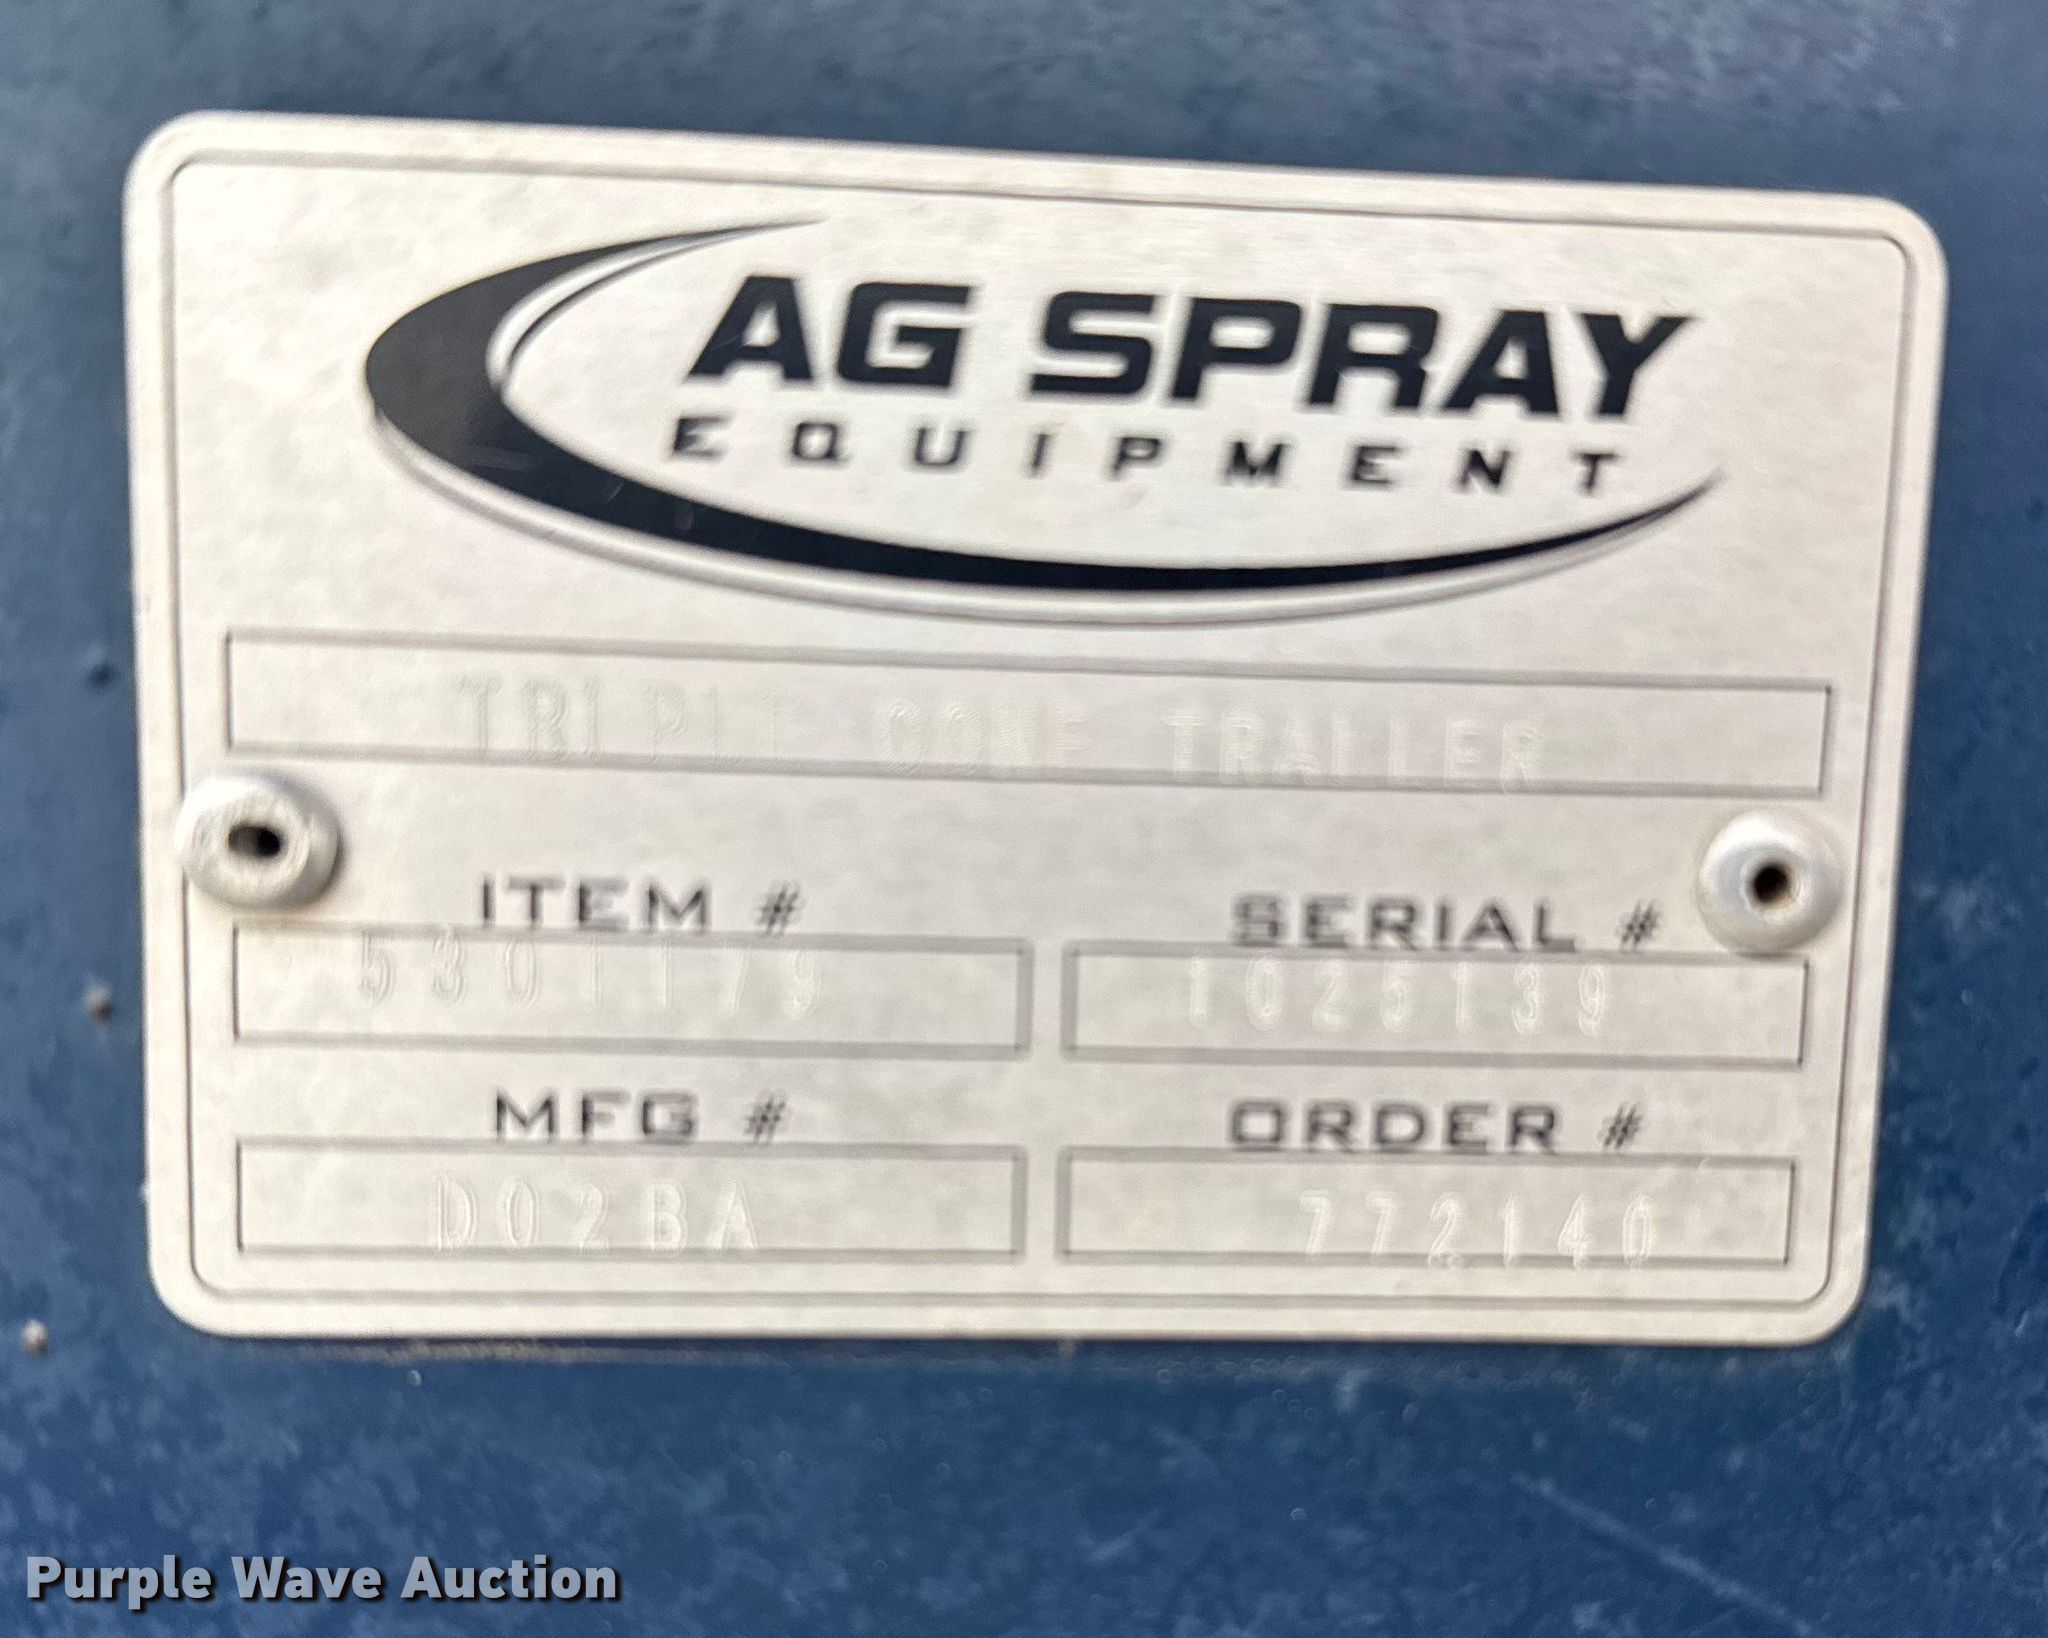 AG SPRAY
EQUIPMENT
TRIPLE CONE TRAILER
ITEM #
SERIAL #
5301179
1025139
MFG #
ORDER #
D02BA
772140
Purple Wave Auction